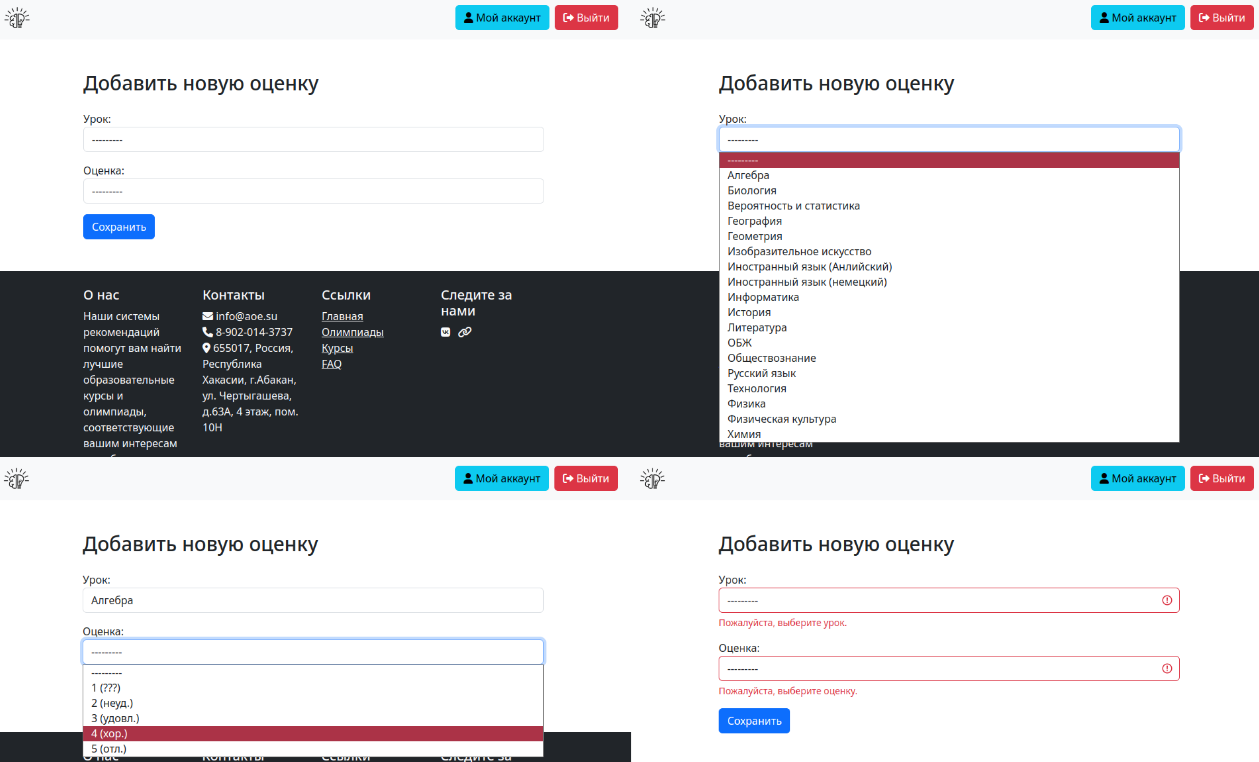 Мой аккаунт
Выйти
Добавить новую оценку
Урок:
---------
Оценка:
---------
Сохранить
О нас
Наши системы
рекомендаций
помогут вам найти
лучшие
образовательные
курсы и
олимпиады,
соответствующие
вашим интересам
Контакты
info@aoe.su
8-902-014-3737
655017, Россия,
Республика
Хакасии, г.Абакан,
ул. Чертыгашева,
д.63А, 4 этаж, пом.
10Н
Ссылки
Главная
Олимпиады
Курсы
FAQ
Следите за
нами
Мой аккаунт
Выйти
Добавить новую оценку
Урок:
---------
---------
Алгебра
Биология
Вероятность и статистика
География
Геометрия
Изобразительное искусство
Иностранный язык (Анлийский)
Иностранный язык (немецкий)
Информатика
История
Литература
ОБЖ
Обществознание
Русский язык
Технология
Физика
Физическая культура
Химия
вашим интересам
Мой аккаунт
Выйти
Добавить новую оценку
Урок:
Алгебра
Оценка:
---------
---------
1 (???)
2 (неуд.)
3 (удовл.)
4 (хор.)
5 (отл.)
О нас
Контакты
Ссылки
Следите за
Мой аккаунт
Выйти
Добавить новую оценку
Урок:
---------
Пожалуйста, выберите урок.
Оценка:
---------
Пожалуйста, выберите оценку.
Сохранить